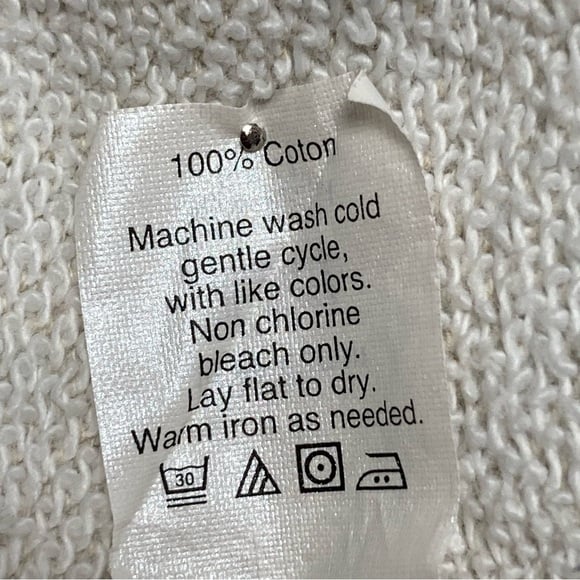 100% Coton
Machine wash cold
gentle cycle,
with like colors.
Non chlorine
bleach only.
Lay flat to dry.
Warm iron as needed.
30